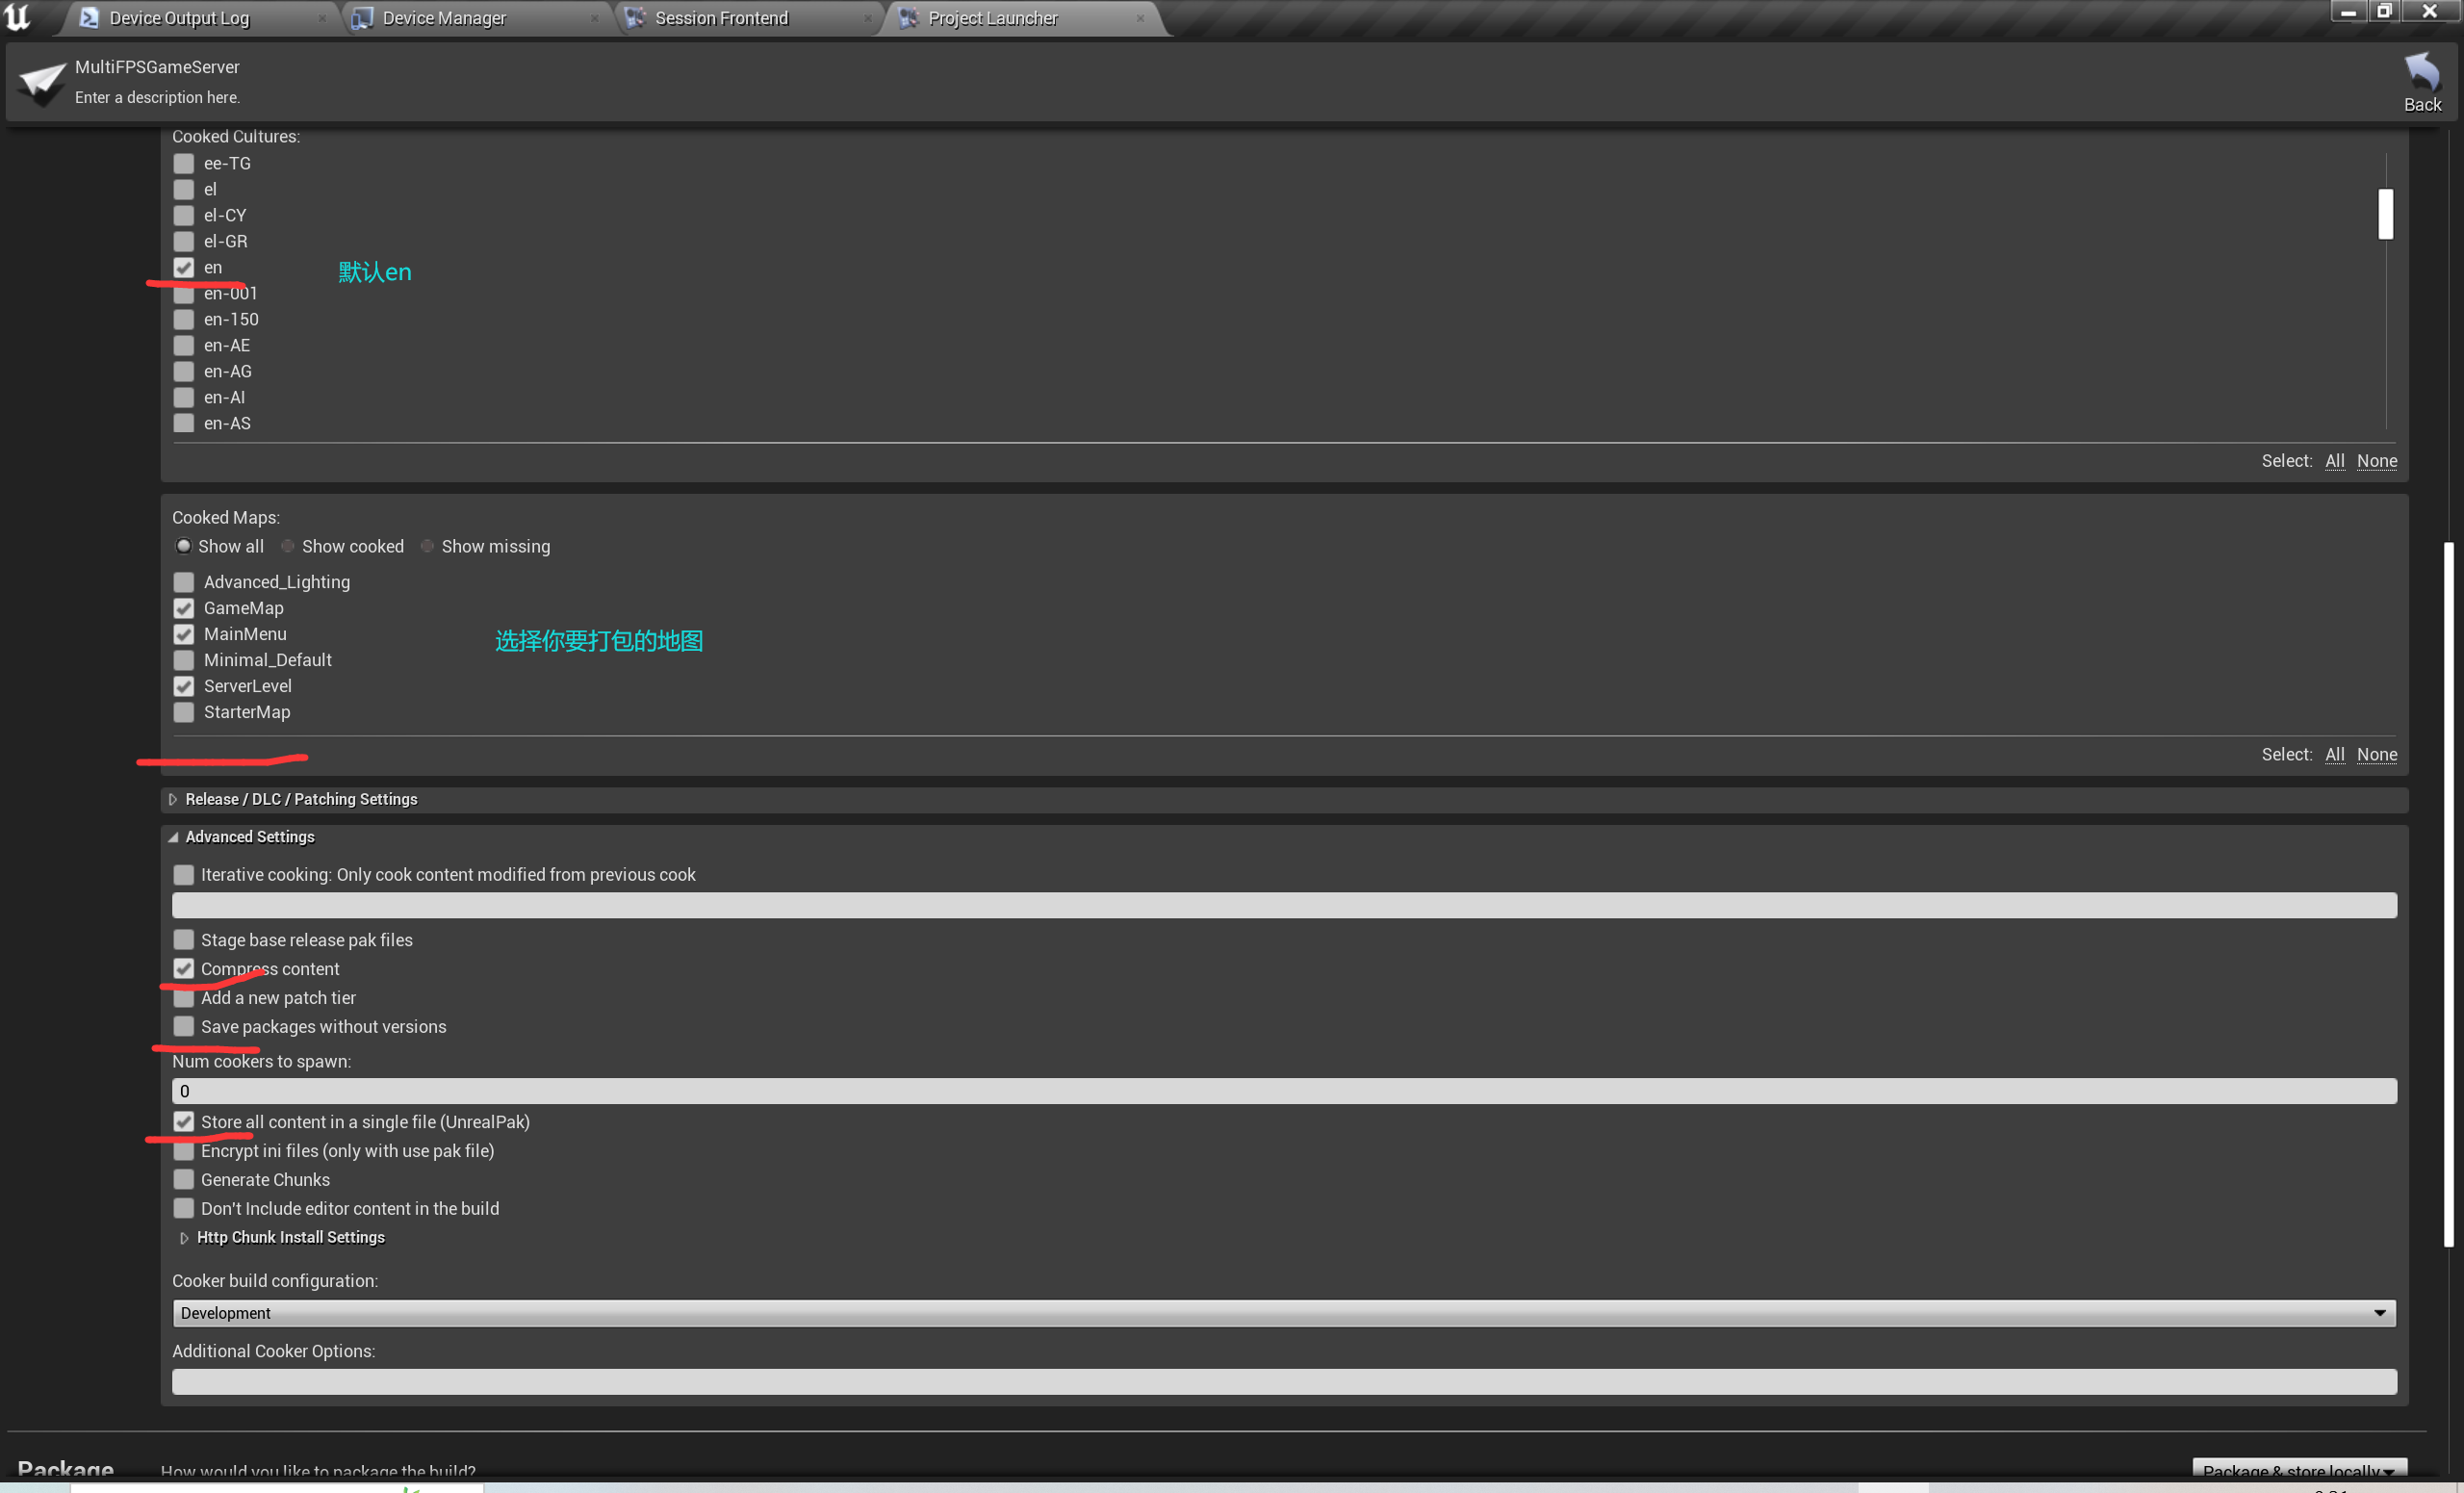 Device Output Log
Device Manager
Session Frontend
Project Launcher
MultiFPSGameServer
Enter a description here.
Back
Cooked Cultures:
ee-TG
el
el-CY
el-GR
en
默认en
en-001
en-150
en-AE
en-AG
en-AI
en-AS
Select: All None
Cooked Maps:
Show all Show cooked Show missing
Advanced_Lighting
GameMap
MainMenu
选择你要打包的地图
Minimal_Default
ServerLevel
StarterMap
Select: All None
Release / DLC / Patching Settings
Advanced Settings
Iterative cooking: Only cook content modified from previous cook
Stage base release pak files
Compress content
Add a new patch tier
Save packages without versions
Num cookers to spawn:
0
Store all content in a single file (UnrealPak)
Encrypt ini files (only with use pak file)
Generate Chunks
Don't Include editor content in the build
Http Chunk Install Settings
Cooker build configuration:
Development
Additional Cooker Options:
Package
How would you like to package the build?
Package & store locally